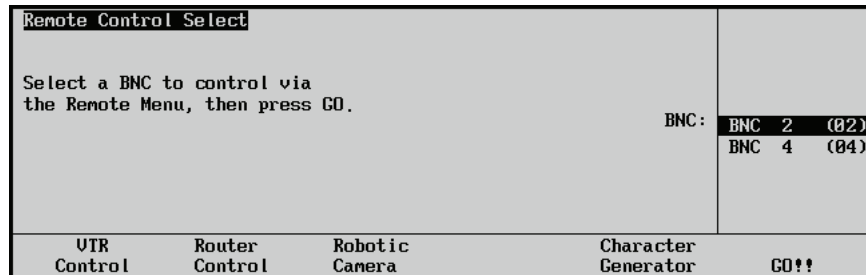 Remote Control Select
Select a BNC to control via
the Remote Menu, then press GO.
BNC:
BNC 2 (02)
BNC 4 (04)
VTR Control
Router Control
Robotic Camera
Character Generator
GO!!